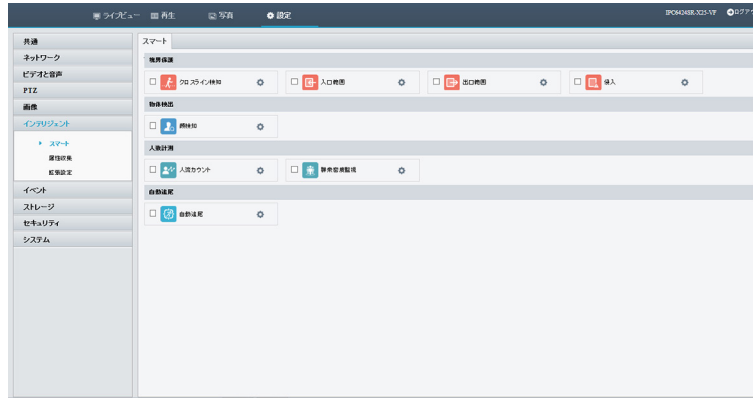 ライブビュー 再生 写真 設定 IPC6424SR-X25-VF ログアウ
共通
スマート
ネットワーク
境界保護
ビデオと音声
クロスライン検知 入口範囲 出口範囲 侵入
PTZ
画像
物体検出
インテリジェント
顔検知
スマート
人数計測
属性収集
人流カウント 群衆密度監視
拡張設定
イベント
自動追尾
ストレージ
自動追尾
セキュリティ
システム